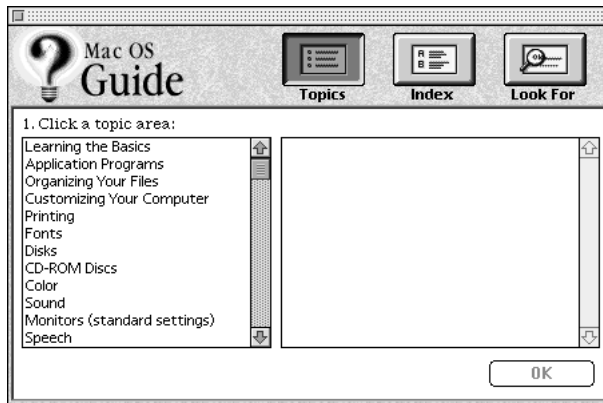 Mac OS
Guide
Topics
Index
Look For
1. Click a topic area:
Learning the Basics
Application Programs
Organizing Your Files
Customizing Your Computer
Printing
Fonts
Disks
CD-ROM Discs
Color
Sound
Monitors (standard settings)
Speech
OK